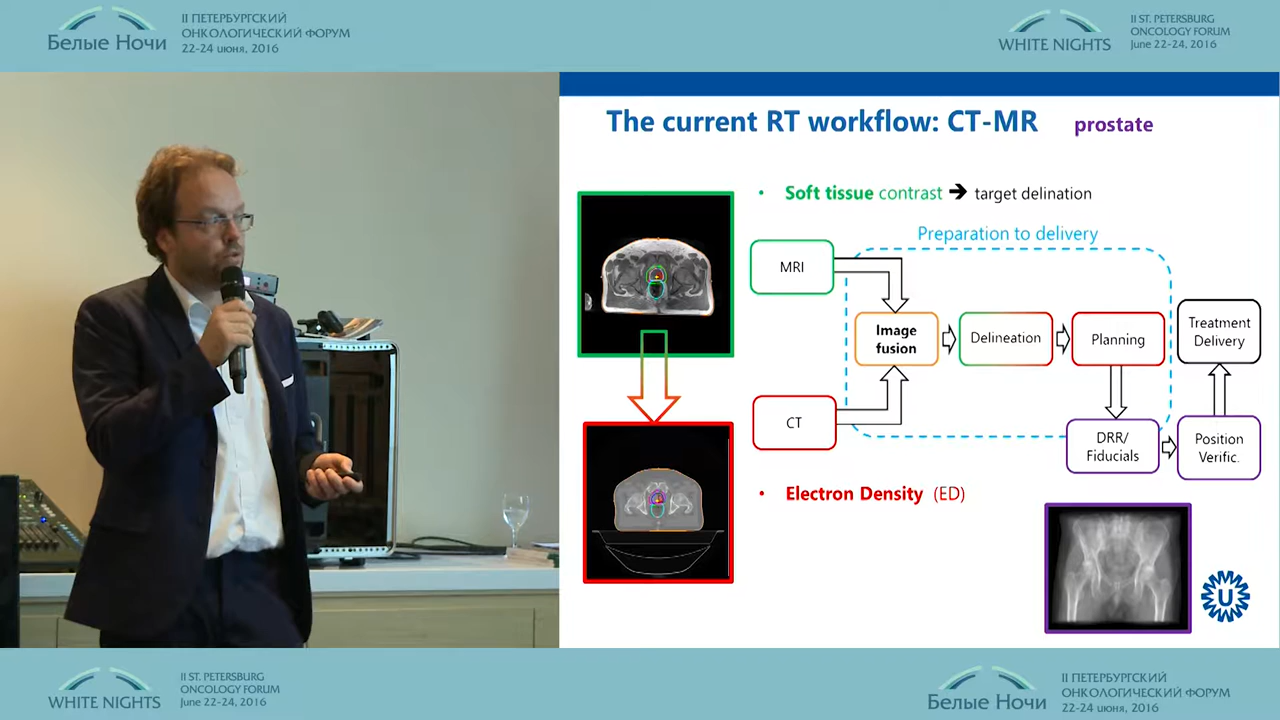 II ПЕТЕРБУРГСКИЙ
ОНКОЛОГИЧЕСКИЙ ФОРУМ
22-24 июня, 2016
Белые Ночи
II ST. PETERSBURG
ONCOLOGY FORUM
June 22-24, 2016
WHITE NIGHTS
The current RT workflow: CT-MR prostate
• Soft tissue contrast ➔ target delination
Preparation to delivery
MRI
Image
fusion
Delineation
Planning
Treatment
Delivery
CT
DRR/
Fiducials
Position
Verific.
• Electron Density (ED)
U
WHITE NIGHTS
II ST. PETERSBURG
ONCOLOGY FORUM
June 22-24, 2016
Белые Ночи
II ПЕТЕРБУРГСКИЙ
ОНКОЛОГИЧЕСКИЙ ФОРУМ
22-24 июня, 2016